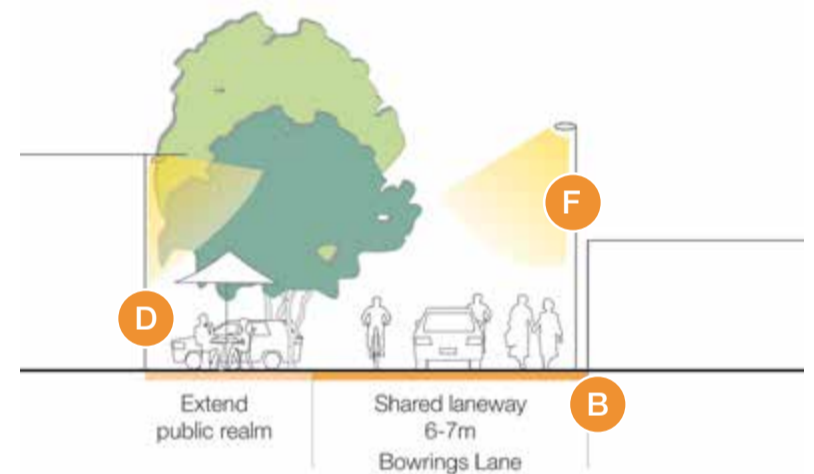 F
D
B
Extend
public realm
Shared laneway
6-7m
Bowrings Lane